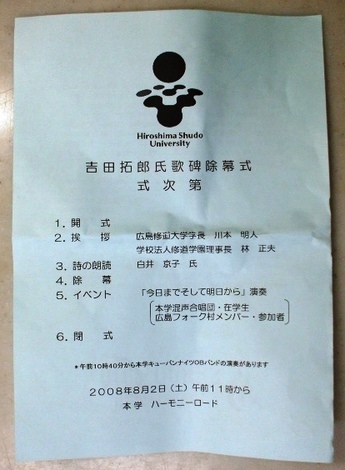 Hiroshima Shudo
University
吉田拓郎氏歌碑除幕式
式次第
1. 開　式
2. 挨　拶　広島修道大学学長　川本　明人
学校法人修道学園理事長　林　正夫
3. 詩の朗読　白井　京子　氏
4. 除　幕
5. イベント　「今日までそして明日から」演奏
本学混声合唱団・在学生
広島フォーク村メンバー・参加者
6. 閉　式
*午前10時40分から本学キューバンナイツOBバンドの演奏があります
2008年8月2日(土)午前11時から
本学　ハーモニーロード